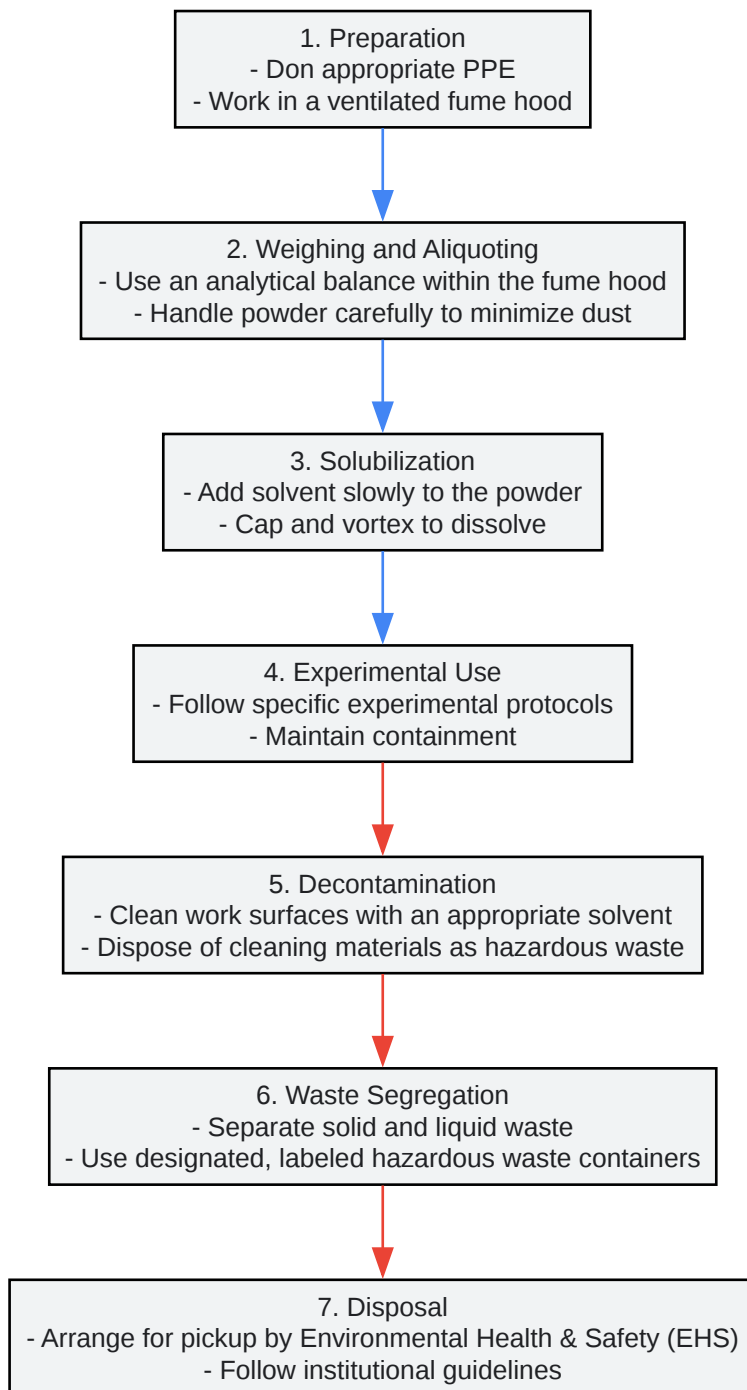 1. Preparation
- Don appropriate PPE
- Work in a ventilated fume hood
2. Weighing and Aliquoting
- Use an analytical balance within the fume hood
- Handle powder carefully to minimize dust
3. Solubilization
- Add solvent slowly to the powder
- Cap and vortex to dissolve
4. Experimental Use
- Follow specific experimental protocols
- Maintain containment
5. Decontamination
- Clean work surfaces with an appropriate solvent
- Dispose of cleaning materials as hazardous waste
6. Waste Segregation
- Separate solid and liquid waste
- Use designated, labeled hazardous waste containers
7. Disposal
- Arrange for pickup by Environmental Health & Safety (EHS)
- Follow institutional guidelines